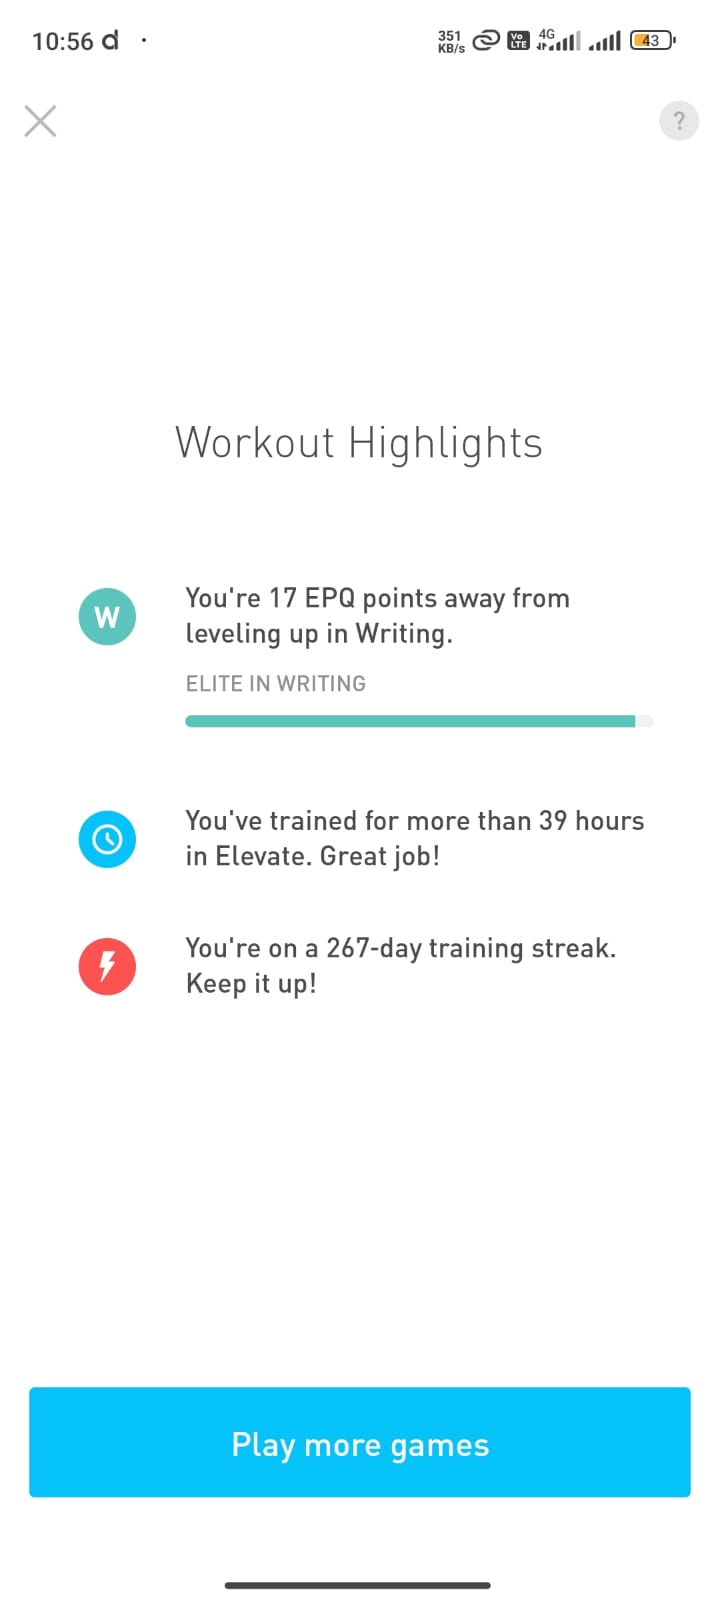 10:56 d ·
351 KB/s Vo LTE 4G 43
?
Workout Highlights
W
You're 17 EPQ points away from
leveling up in Writing.
ELITE IN WRITING
You've trained for more than 39 hours
in Elevate. Great job!
You're on a 267-day training streak.
Keep it up!
Play more games